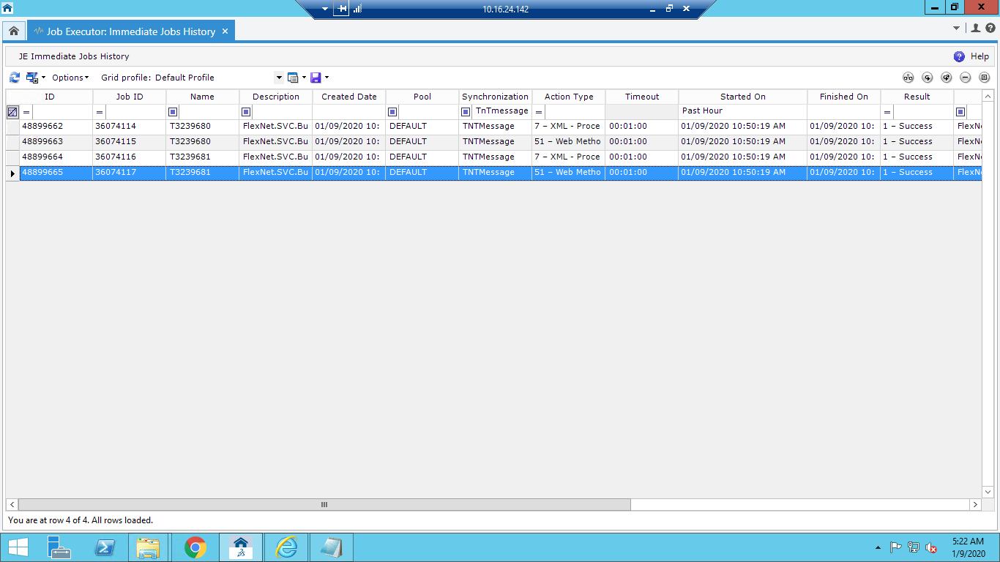 10.16.24.142
Job Executor: Immediate Jobs History ×
JE Immediate Jobs History Help
Options Grid profile: Default Profile
ID Job ID Name Description Created Date Pool Synchronization Action Type Timeout Started On Finished On Result
= = TnTmessage = Past Hour =
48899662 36074114 T3239680 FlexNet.SVC.Bu 01/09/2020 10: DEFAULT TNTMessage 7 – XML - Proce 00:01:00 01/09/2020 10:50:19 AM 01/09/2020 10: 1 – Success FlexNe
48899663 36074115 T3239680 FlexNet.SVC.Bu 01/09/2020 10: DEFAULT TNTMessage 51 – Web Metho 00:01:00 01/09/2020 10:50:19 AM 01/09/2020 10: 1 – Success FlexNe
48899664 36074116 T3239681 FlexNet.SVC.Bu 01/09/2020 10: DEFAULT TNTMessage 7 – XML - Proce 00:01:00 01/09/2020 10:50:19 AM 01/09/2020 10: 1 – Success FlexNe
48899665 36074117 T3239681 FlexNet.SVC.Bu 01/09/2020 10: DEFAULT TNTMessage 51 – Web Metho 00:01:00 01/09/2020 10:50:19 AM 01/09/2020 10: 1 – Success FlexNe
You are at row 4 of 4. All rows loaded.
5:22 AM
1/9/2020